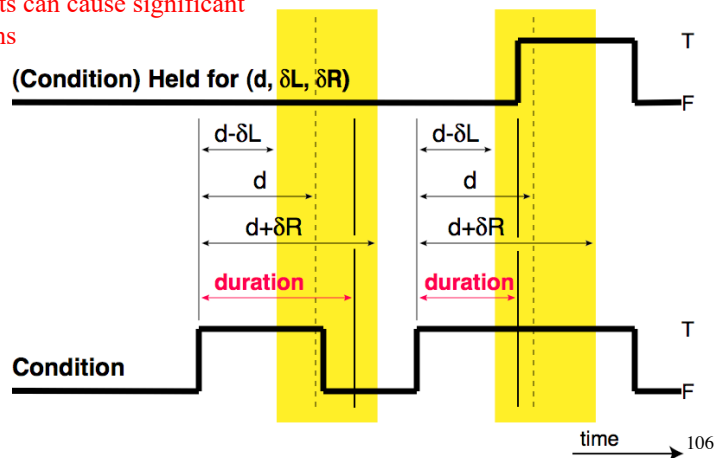 ts can cause significant
ns
T
(Condition) Held for (d, δL, δR)
F
d-δL d-δL
d d
d+δR d+δR
duration duration
T
Condition
F
time 106